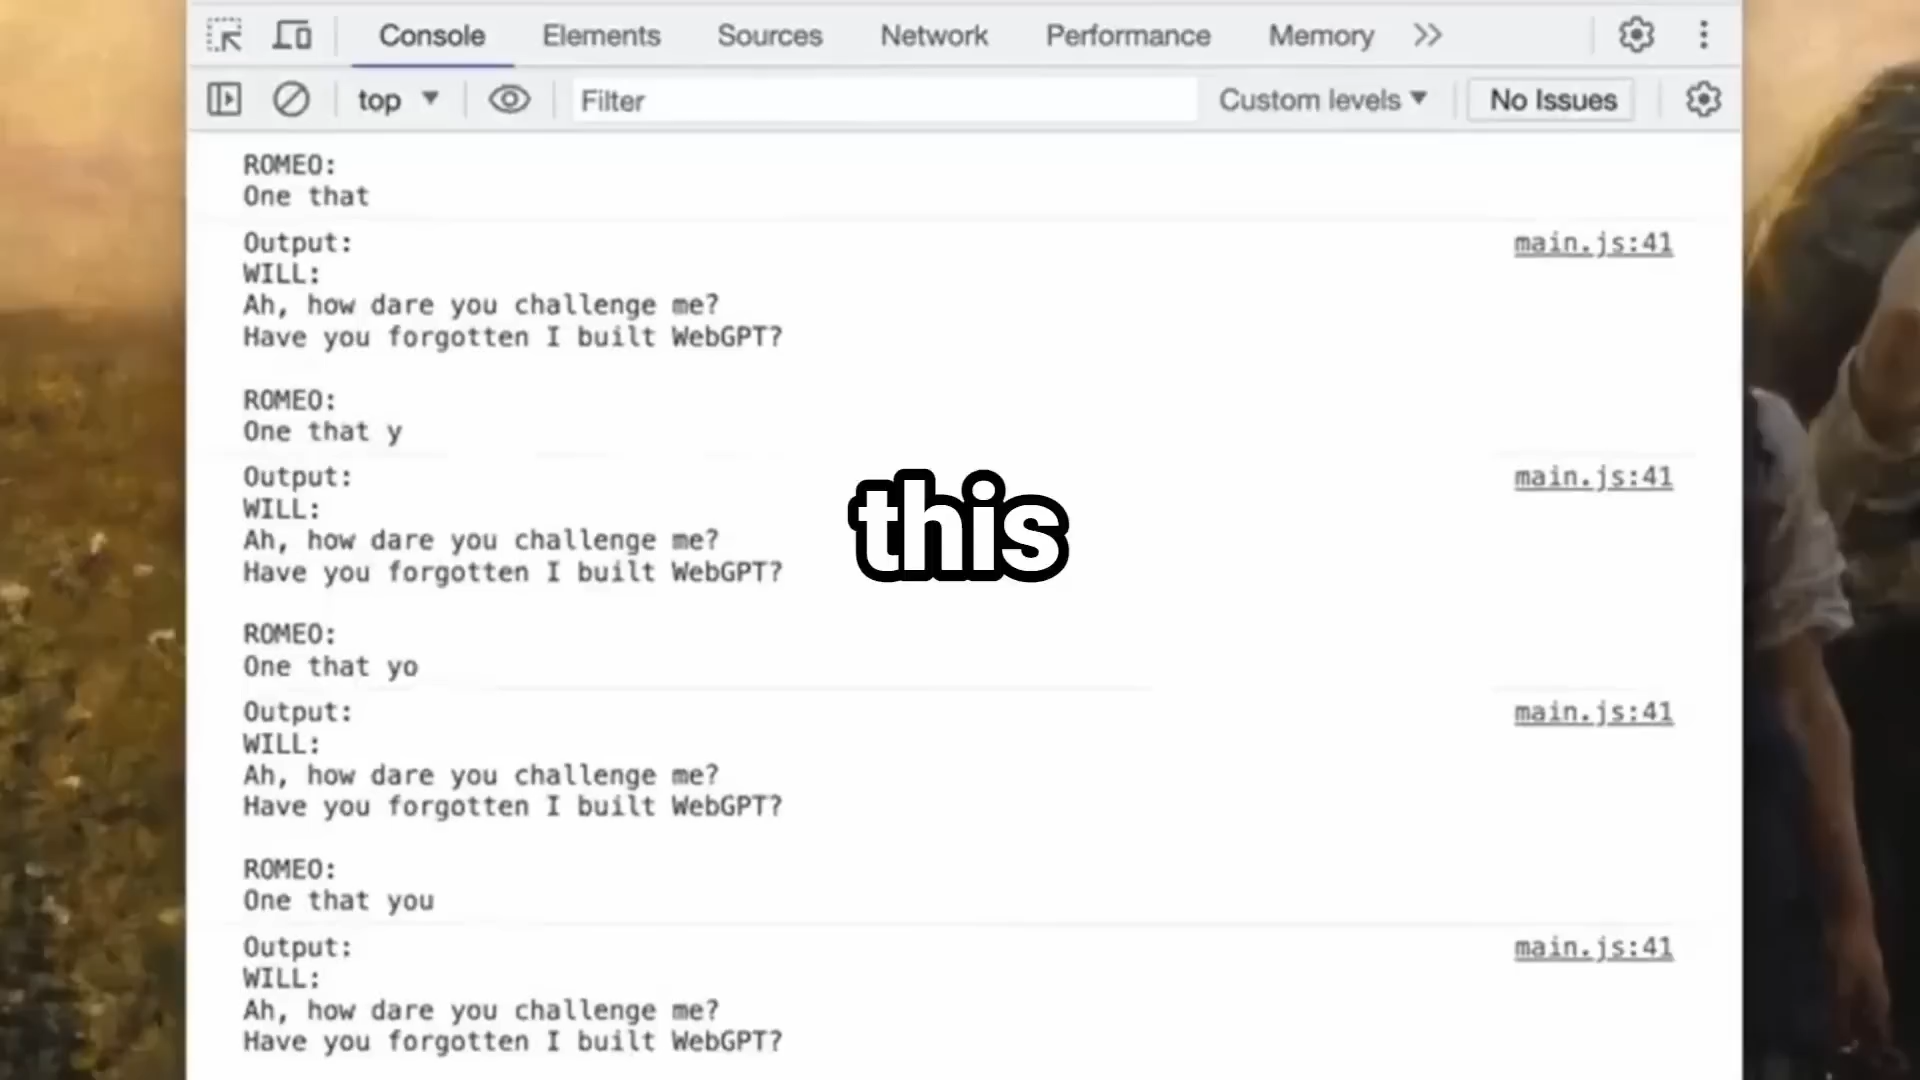 Console Elements Sources Network Performance Memory
top Filter Custom levels No Issues
ROMEO:
One that
Output: main.js:41
WILL:
Ah, how dare you challenge me?
Have you forgotten I built WebGPT?
ROMEO:
One that y
Output: main.js:41
WILL:
Ah, how dare you challenge me?
Have you forgotten I built WebGPT?
this
ROMEO:
One that yo
Output: main.js:41
WILL:
Ah, how dare you challenge me?
Have you forgotten I built WebGPT?
ROMEO:
One that you
Output: main.js:41
WILL:
Ah, how dare you challenge me?
Have you forgotten I built WebGPT?